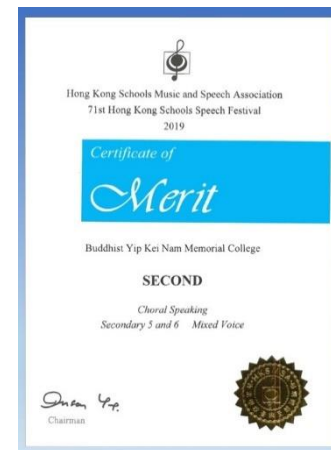 Hong Kong Schools Music and Speech Association
71st Hong Kong Schools Speech Festival
2019
Certificate of
Merit
Buddhist Yip Kei Nam Memorial College
SECOND
Choral Speaking
Secondary 5 and 6 Mixed Voice
Chairman